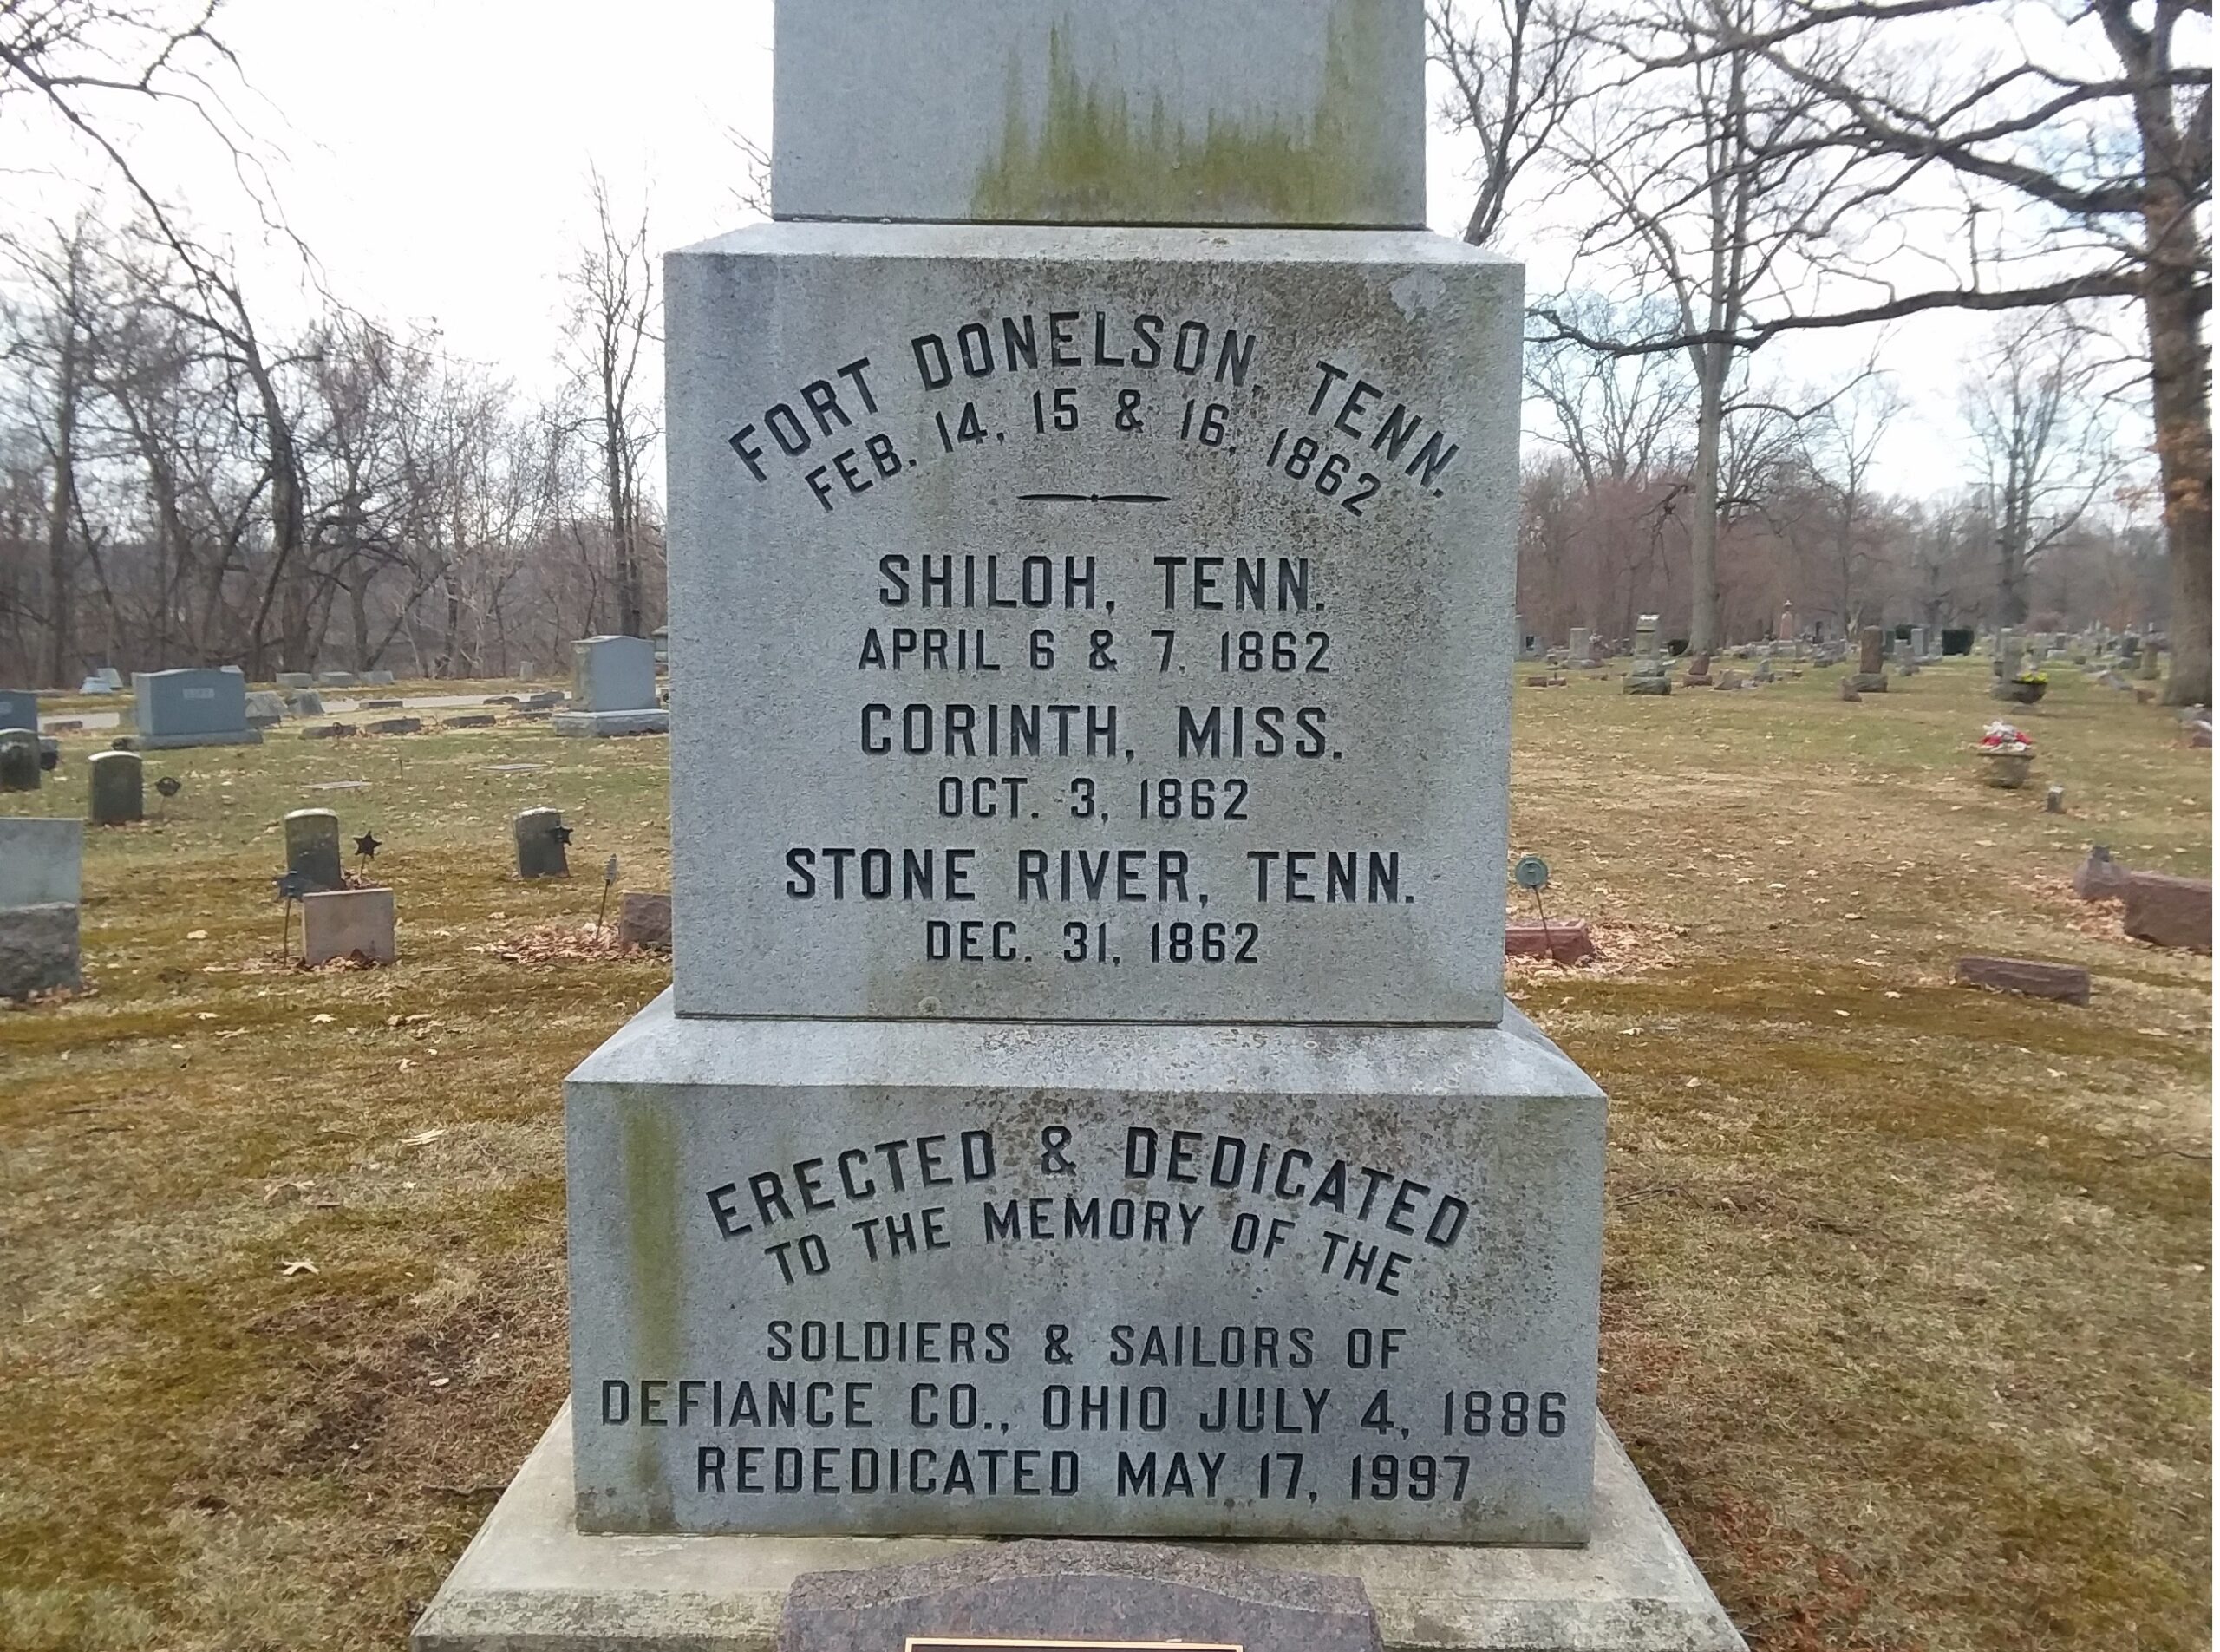 FORT DONELSON, TENN.
FEB. 14, 15 & 16, 1862
SHILOH, TENN.
APRIL 6 & 7, 1862
CORINTH, MISS.
OCT. 3, 1862
STONE RIVER, TENN.
DEC. 31, 1862
ERECTED & DEDICATED
TO THE MEMORY OF THE
SOLDIERS & SAILORS OF
DEFIANCE CO., OHIO JULY 4, 1886
REDEDICATED MAY 17, 1997